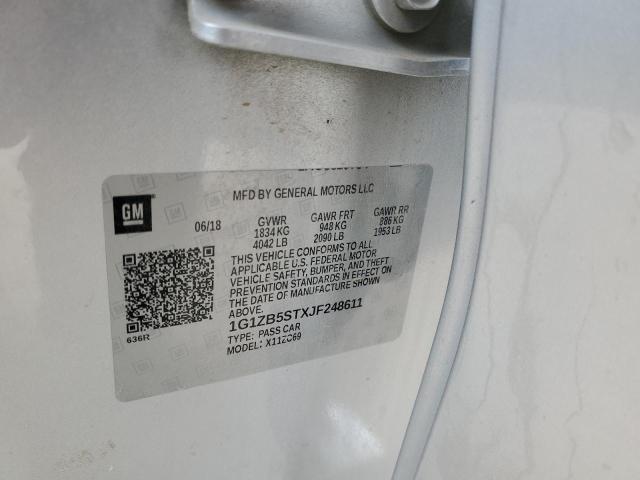 MFD BY GENERAL MOTORS LLC
GM
06/18
GVWR GAWR FRT GAWR RR
1834 KG 948 KG 886 KG
4042 LB 2090 LB 1953 LB
THIS VEHICLE CONFORMS TO ALL
APPLICABLE U.S. FEDERAL MOTOR
VEHICLE SAFETY, BUMPER, AND THEFT
PREVENTION STANDARDS IN EFFECT ON
THE DATE OF MANUFACTURE SHOWN
ABOVE.
1G1ZB5STXJF248611
636R
TYPE: PASS CAR
MODEL: X11ZC69